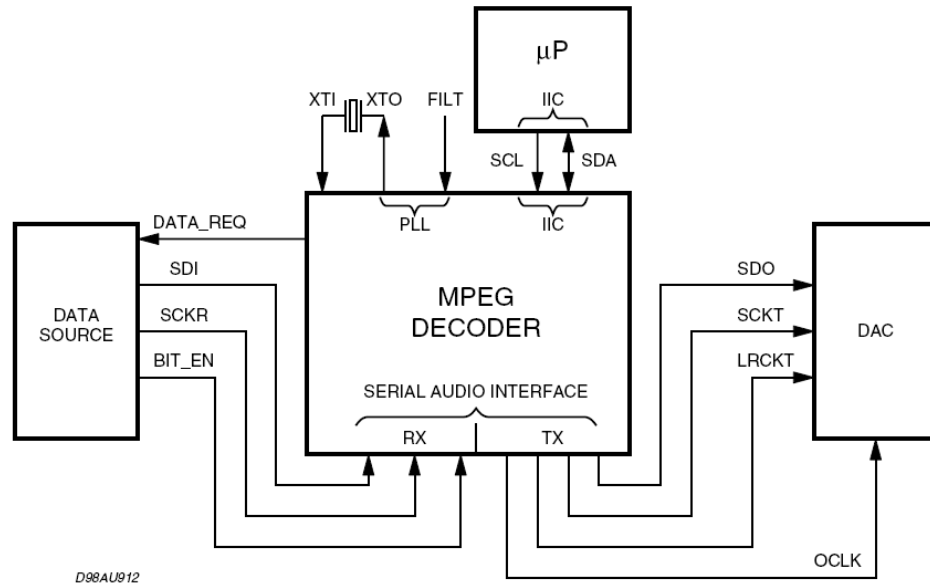 μP
XTI
XTO
FILT
IIC
SCL
SDA
DATA_REQ
PLL
IIC
SDI
SDO
DATA
SOURCE
MPEG
DECODER
SCKR
SCKT
DAC
BIT_EN
LRCKT
SERIAL AUDIO INTERFACE
RX
TX
OCLK
D98AU912